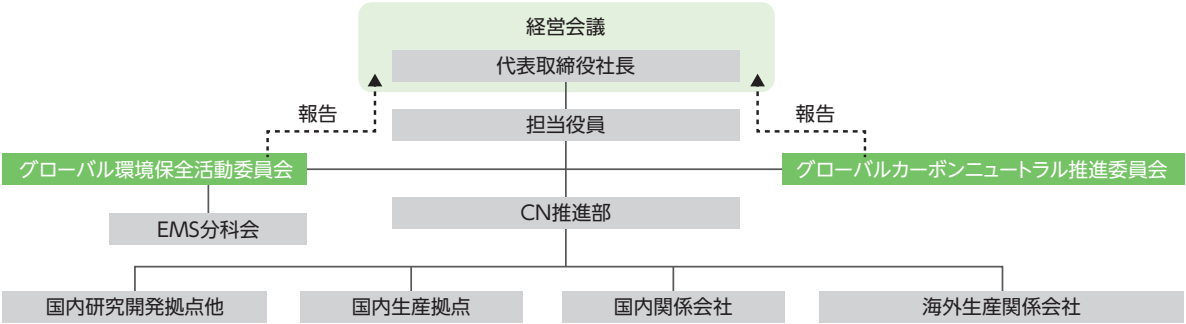 経営会議
代表取締役社長
報告
報告
担当役員
グローバル環境保全活動委員会
グローバルカーボンニュートラル推進委員会
CN推進部
EMS分科会
国内研究開発拠点他
国内生産拠点
国内関係会社
海外生産関係会社